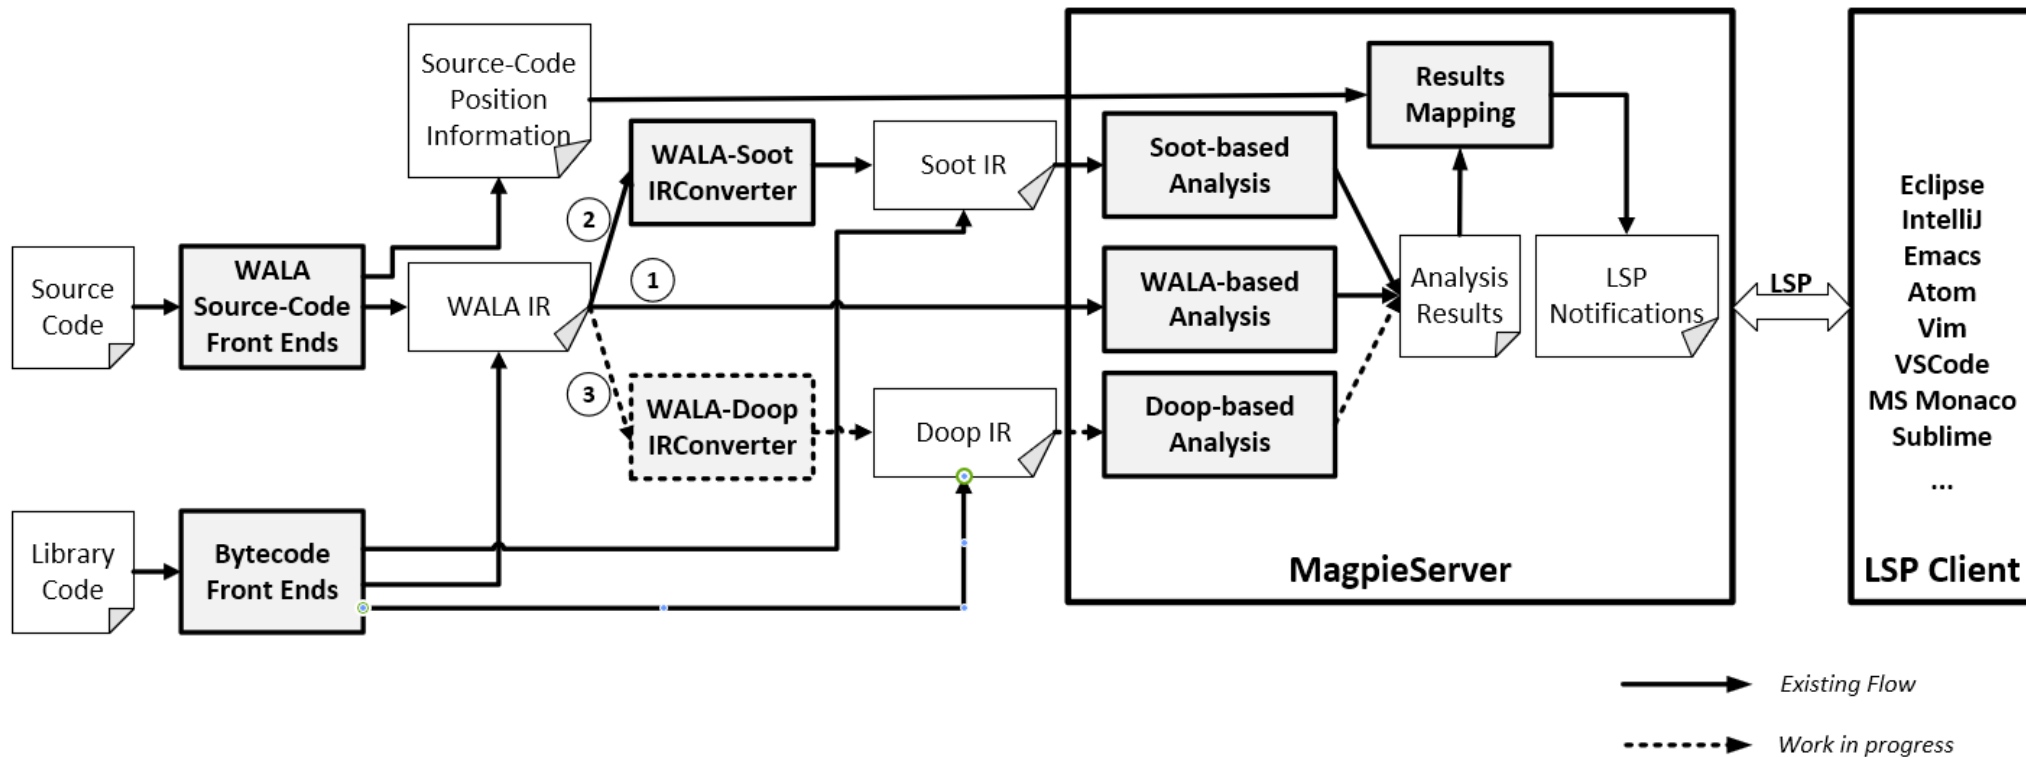 Source-Code
Position
Information
WALA-Soot
IRConverter
Soot IR
Soot-based
Analysis
Results
Mapping
2
Source
Code
WALA
Source-Code
Front Ends
WALA IR
1
WALA-based
Analysis
Analysis
Results
LSP
Notifications
LSP
3
WALA-Doop
IRConverter
Doop IR
Doop-based
Analysis
Library
Code
Bytecode
Front Ends
MagpieServer
Eclipse
IntelliJ
Emacs
Atom
Vim
VSCode
MS Monaco
Sublime
...
LSP Client
Existing Flow
Work in progress